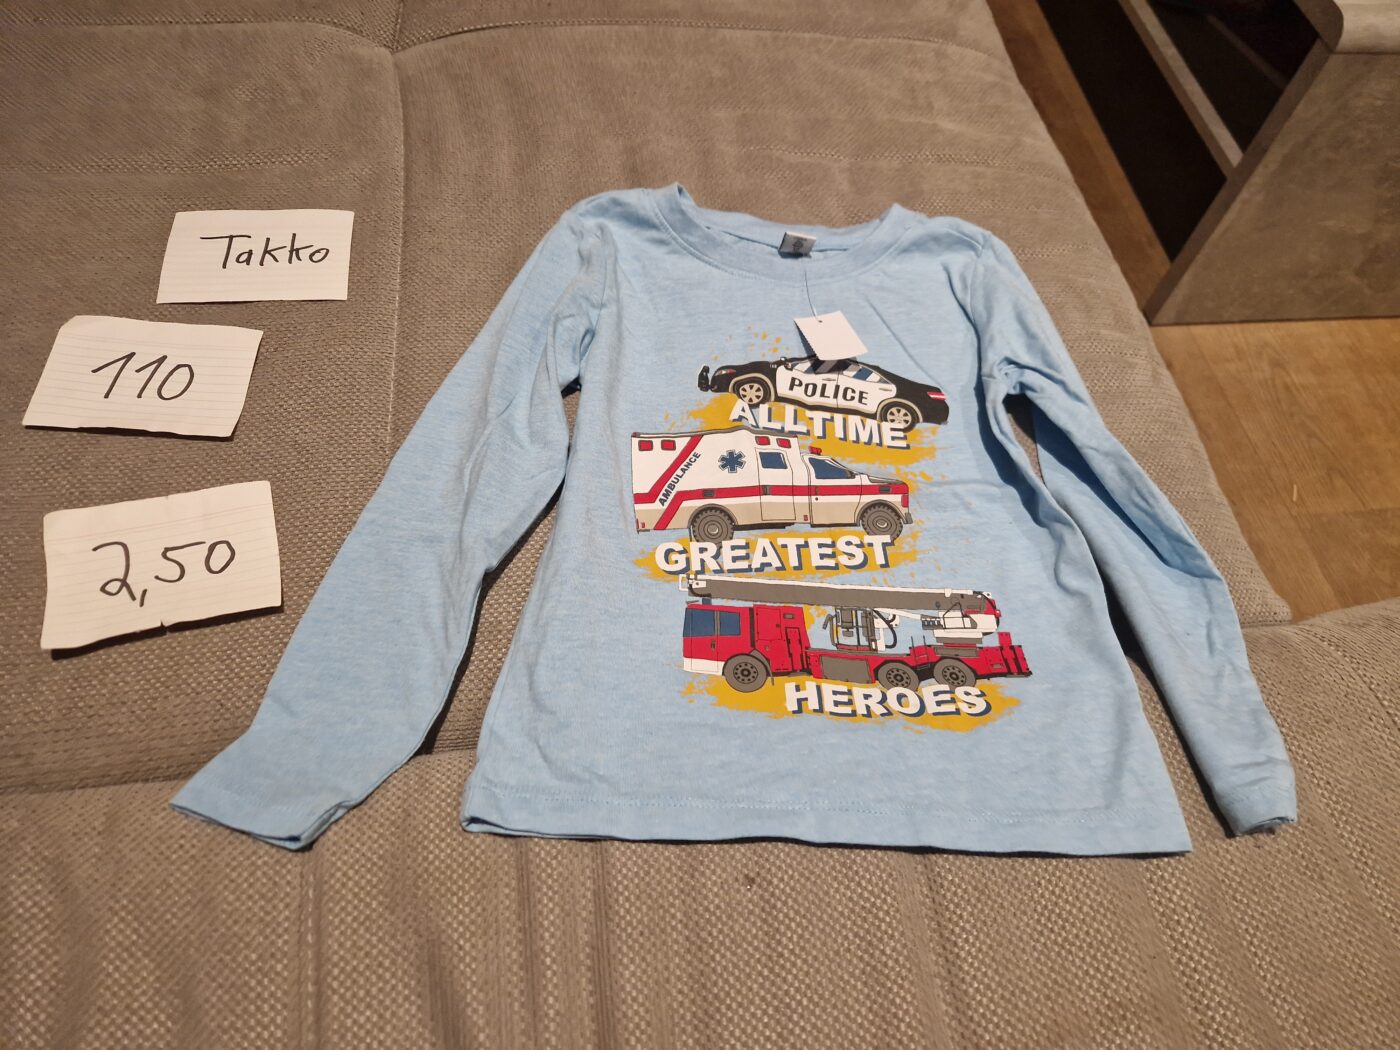 Takko
110
2,50
POLICE
ALLTIME
AMBULANCE
GREATEST
HEROES